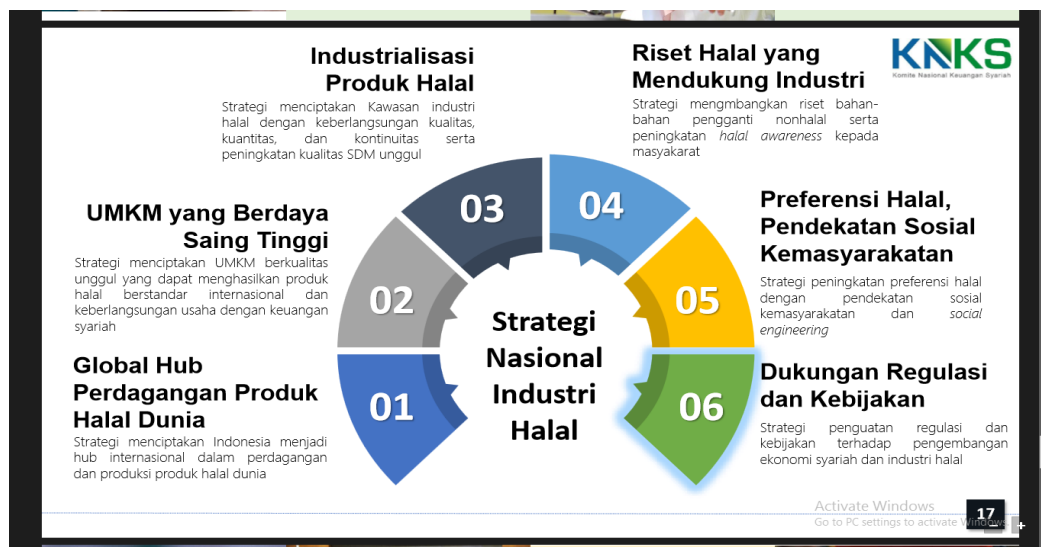 Industrialisasi
Produk Halal
Strategi menciptakan Kawasan industri
halal dengan keberlangsungan kualitas,
kuantitas, dan kontinuitas serta
peningkatan kualitas SDM unggul
Riset Halal yang
Mendukung Industri
Strategi mengmbangkan riset bahan-
bahan pengganti nonhalal serta
peningkatan halal awareness kepada
masyakarat
KNKS
Komite Nasional Keuangan Syariah
UMKM yang Berdaya
Saing Tinggi
Strategi menciptakan UMKM berkualitas
unggul yang dapat menghasilkan produk
halal berstandar internasional dan
keberlangsungan usaha dengan keuangan
syariah
Preferensi Halal,
Pendekatan Sosial
Kemasyarakatan
Strategi peningkatan preferensi halal
dengan pendekatan sosial
kemasyarakatan dan social
engineering
Global Hub
Perdagangan Produk
Halal Dunia
Strategi menciptakan Indonesia menjadi
hub internasional dalam perdagangan
dan produksi produk halal dunia
Dukungan Regulasi
dan Kebijakan
Strategi penguatan regulasi dan
kebijakan terhadap pengembangan
ekonomi syariah dan industri halal
01
02
03
04
05
06
Strategi
Nasional
Industri
Halal
Activate Windows
Go to PC settings to activate Windows
17